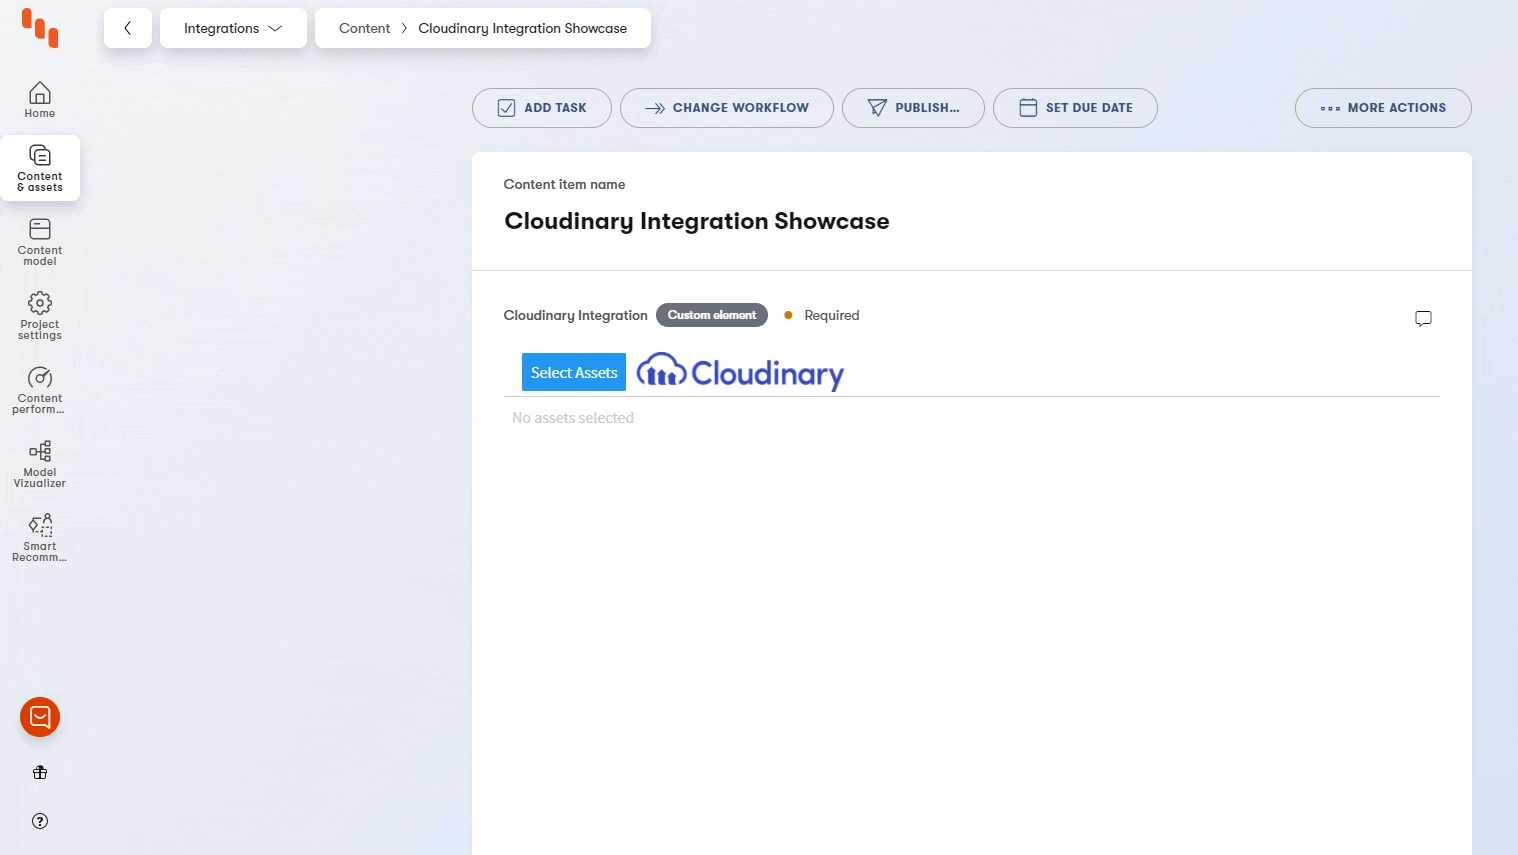 Integrations
Content > Cloudinary Integration Showcase
Home
Content
& assets
Content
model
Project
settings
Content
perform...
Model
Vizualizer
Smart
Recomm...
ADD TASK
CHANGE WORKFLOW
PUBLISH...
SET DUE DATE
MORE ACTIONS
Content item name
Cloudinary Integration Showcase
Cloudinary Integration
Custom element
Required
Select Assets
Cloudinary
No assets selected
?